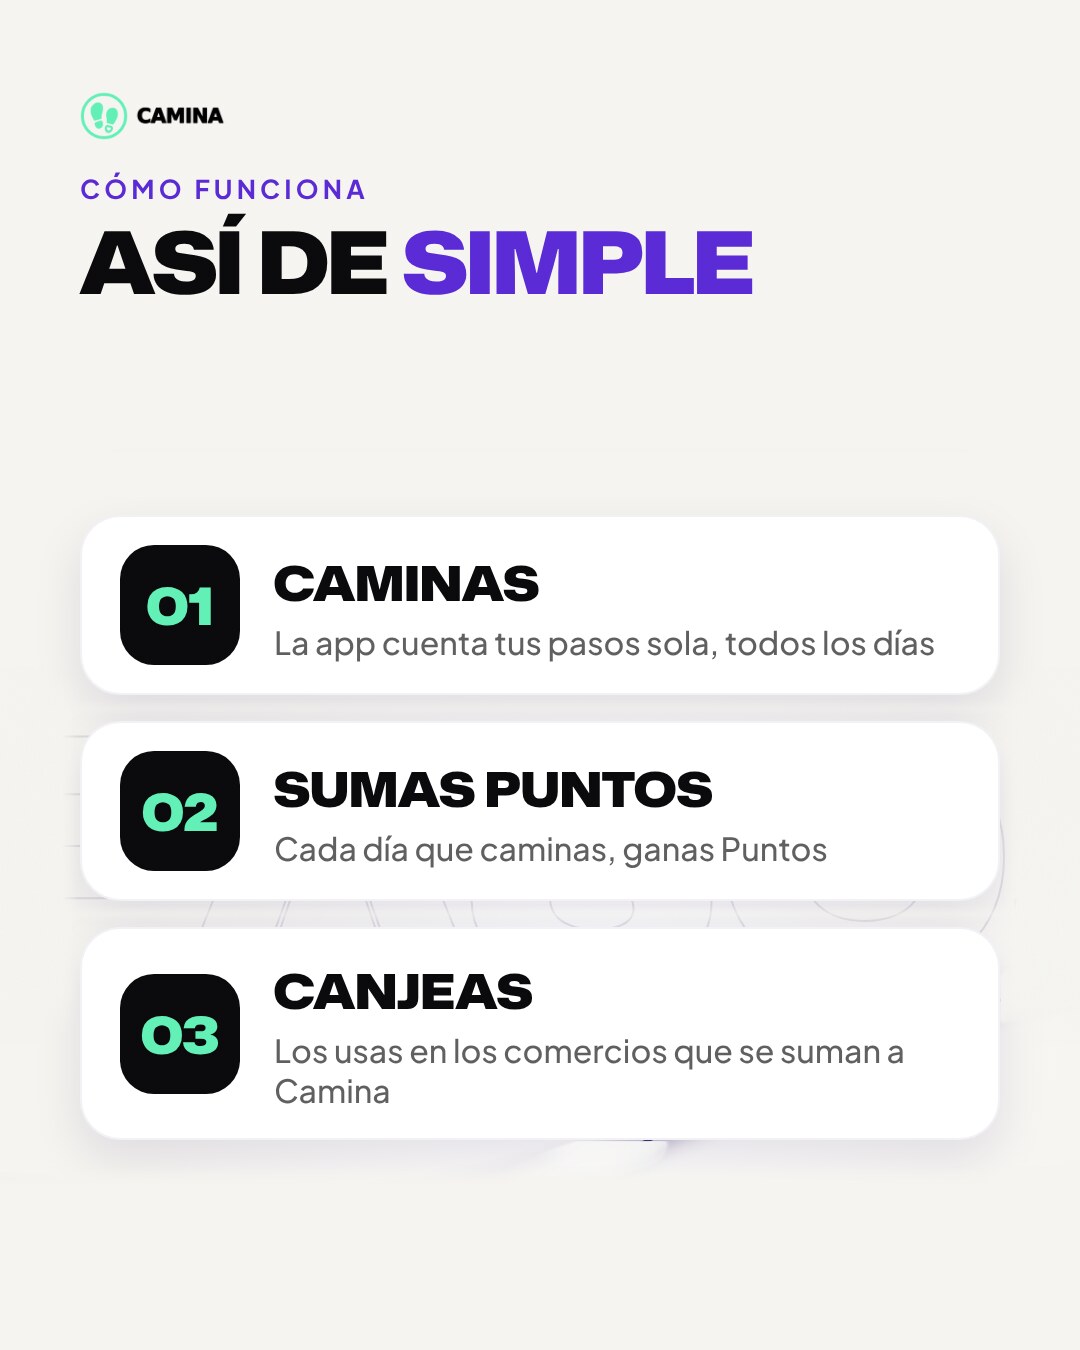 CAMINA
CÓMO FUNCIONA
ASÍ DE SIMPLE
01
CAMINAS
La app cuenta tus pasos sola, todos los días
02
SUMAS PUNTOS
Cada día que caminas, ganas Puntos
03
CANJEAS
Los usas en los comercios que se suman a
Camina